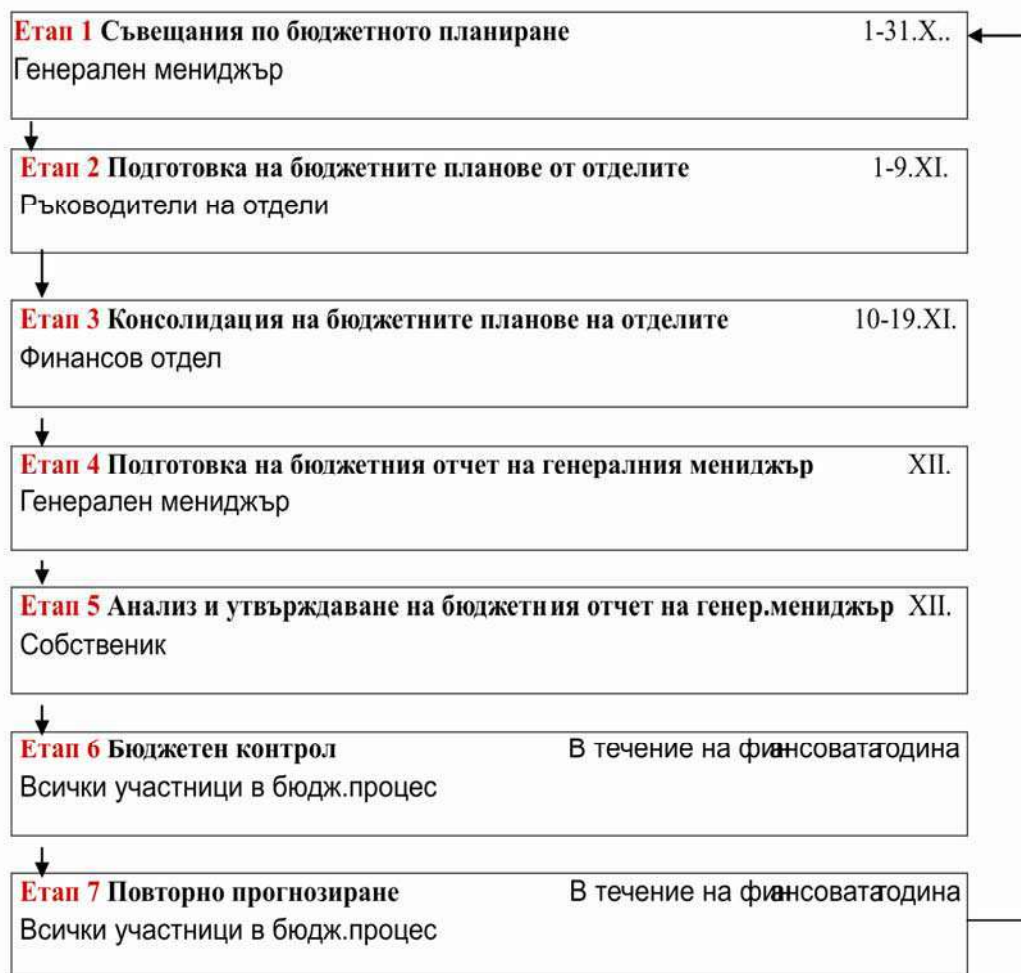 Етап 1 Съвещания по бюджетното планиране 1-31.X..
Генерален мениджър
Етап 2 Подготовка на бюджетните планове от отделите 1-9.XI.
Ръководители на отдели
Етап 3 Консолидация на бюджетните планове на отделите 10-19.XI.
Финансов отдел
Етап 4 Подготовка на бюджетния отчет на генералния мениджър XII.
Генерален мениджър
Етап 5 Анализ и утвърждаване на бюджетния отчет на генер.мениджър XII.
Собственик
Етап 6 Бюджетен контрол В течение на финансовата година
Всички участници в бюдж.процес
Етап 7 Повторно прогнозиране В течение на финансовата година
Всички участници в бюдж.процес